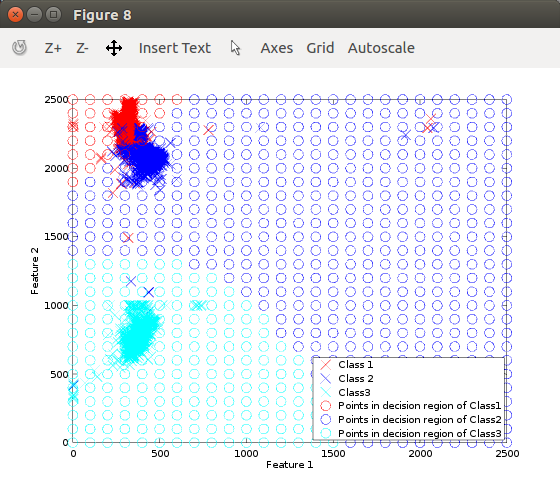 Figure 8
Z+ Z- Insert Text Axes Grid Autoscale
2500
2000
1500
1000
500
0
Feature 2
0 500 1000 1500 2000 2500
Feature 1
Class 1
Class 2
Class3
Points in decision region of Class1
Points in decision region of Class2
Points in decision region of Class3